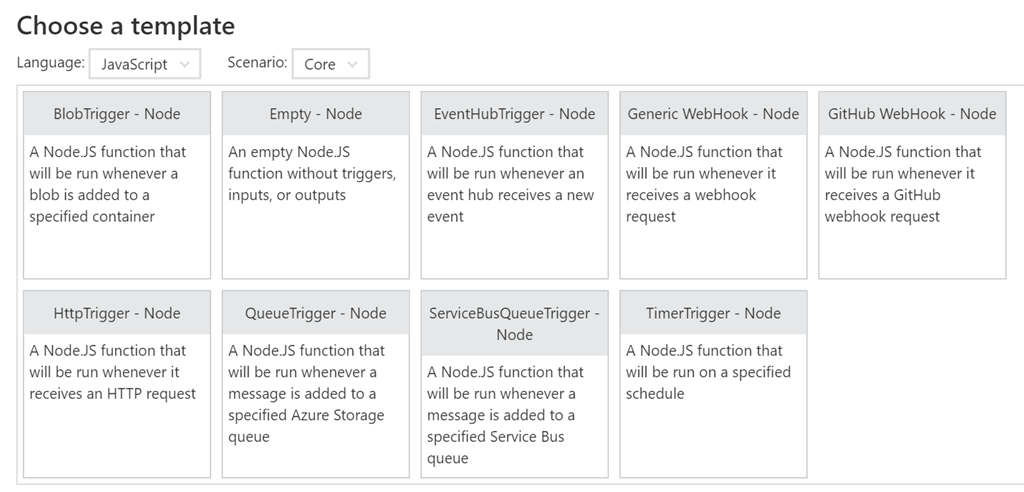 Choose a template
Language: JavaScript Scenario: Core
BlobTrigger - Node
A Node.JS function that
will be run whenever a
blob is added to a
specified container
Empty - Node
An empty Node.JS
function without triggers,
inputs, or outputs
EventHubTrigger - Node
A Node.JS function that
will be run whenever an
event hub receives a new
event
Generic WebHook - Node
A Node.JS function that
will be run whenever it
receives a webhook
request
GitHub WebHook - Node
A Node.JS function that
will be run whenever it
receives a GitHub
webhook request
HttpTrigger - Node
A Node.JS function that
will be run whenever it
receives an HTTP request
QueueTrigger - Node
A Node.JS function that
will be run whenever a
message is added to a
specified Azure Storage
queue
ServiceBusQueueTrigger -
Node
A Node.JS function that
will be run whenever a
message is added to a
specified Service Bus
queue
TimerTrigger - Node
A Node.JS function that
will be run on a specified
schedule